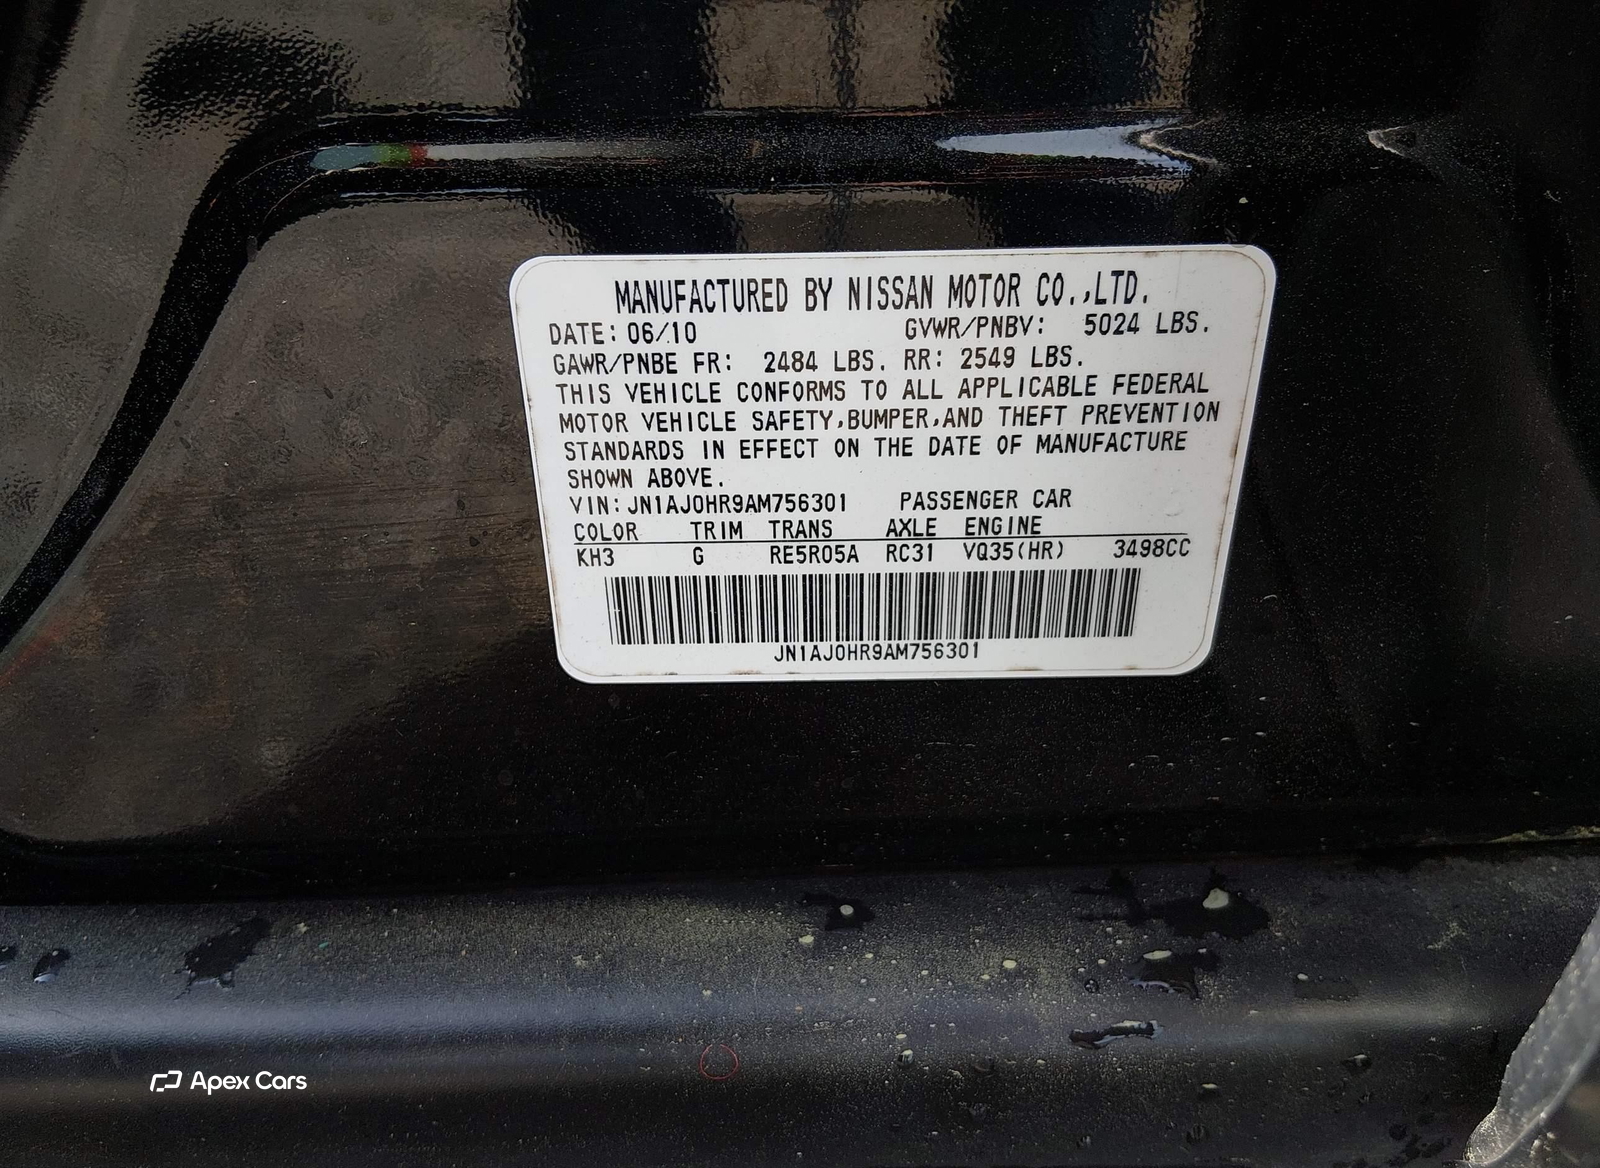 MANUFACTURED BY NISSAN MOTOR CO.,LTD.
DATE: 06/10 GVWR/PNBV: 5024 LBS.
GAWR/PNBE FR: 2484 LBS. RR: 2549 LBS.
THIS VEHICLE CONFORMS TO ALL APPLICABLE FEDERAL
MOTOR VEHICLE SAFETY,BUMPER,AND THEFT PREVENTION
STANDARDS IN EFFECT ON THE DATE OF MANUFACTURE
SHOWN ABOVE.
VIN:JN1AJ0HR9AM756301 PASSENGER CAR
COLOR TRIM TRANS AXLE ENGINE
KH3 G RE5R05A RC31 VQ35(HR) 3498CC
JN1AJ0HR9AM756301
Apex Cars